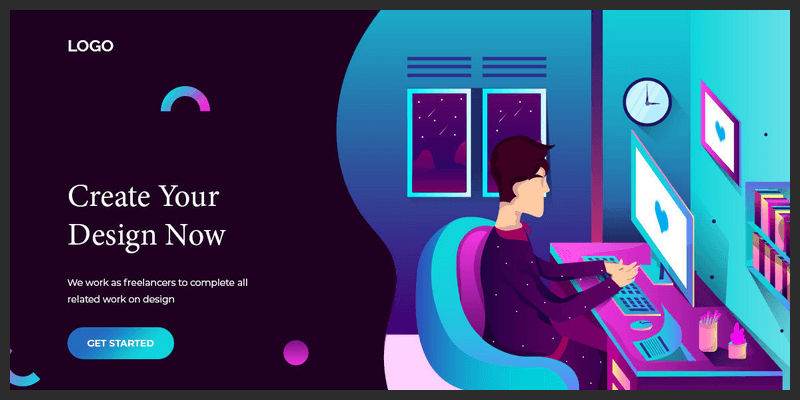 LOGO
Create Your
Design Now
We work as freelancers to complete all
related work on design
GET STARTED